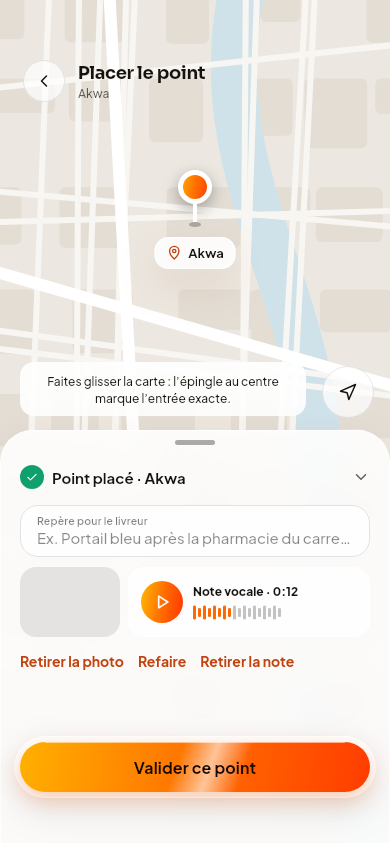 Placer le point
Akwa
Akwa
Faites glisser la carte : l’épingle au centre
marque l’entrée exacte.
Point placé · Akwa
Repère pour le livreur
Ex. Portail bleu après la pharmacie du carre…
Note vocale · 0:12
Retirer la photo Refaire Retirer la note
Valider ce point